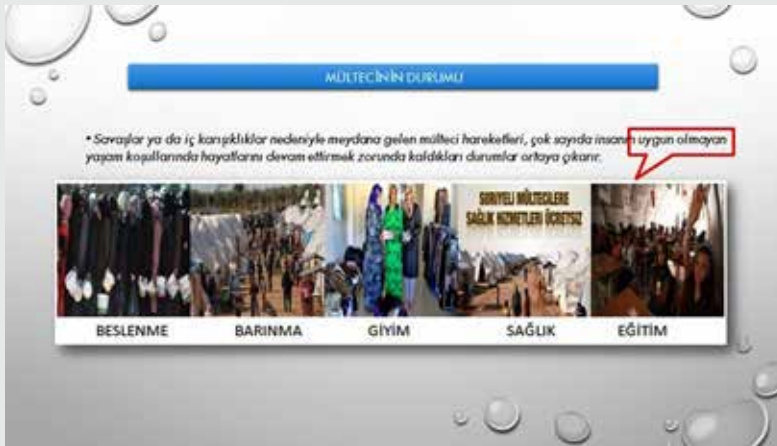 MÜLTECİNİN DURUMU
• Savaşlar ya da iç karışıklıklar nedeniyle meydana gelen mülteci hareketleri, çok sayıda insanın uygun olmayan
yaşam koşullarında hayatlarını devam ettirmek zorunda kaldıkları durumlar ortaya çıkarır.
SURİYELİ MÜLTECİLERE
SAĞLIK HİZMETLERİ ÜCRETSİZ
BESLENME BARINMA GİYİM SAĞLIK EĞİTİM